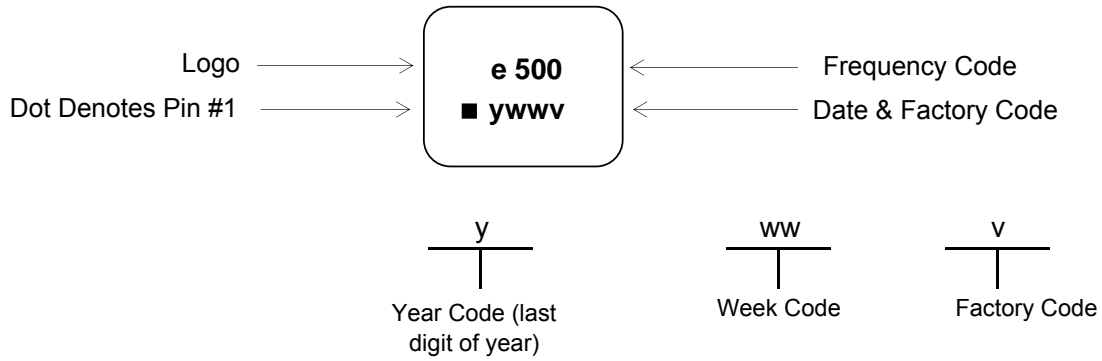 Logo
e 500
Frequency Code
Dot Denotes Pin #1
■ ywwv
Date & Factory Code
y
ww
v
Year Code (last
digit of year)
Week Code
Factory Code